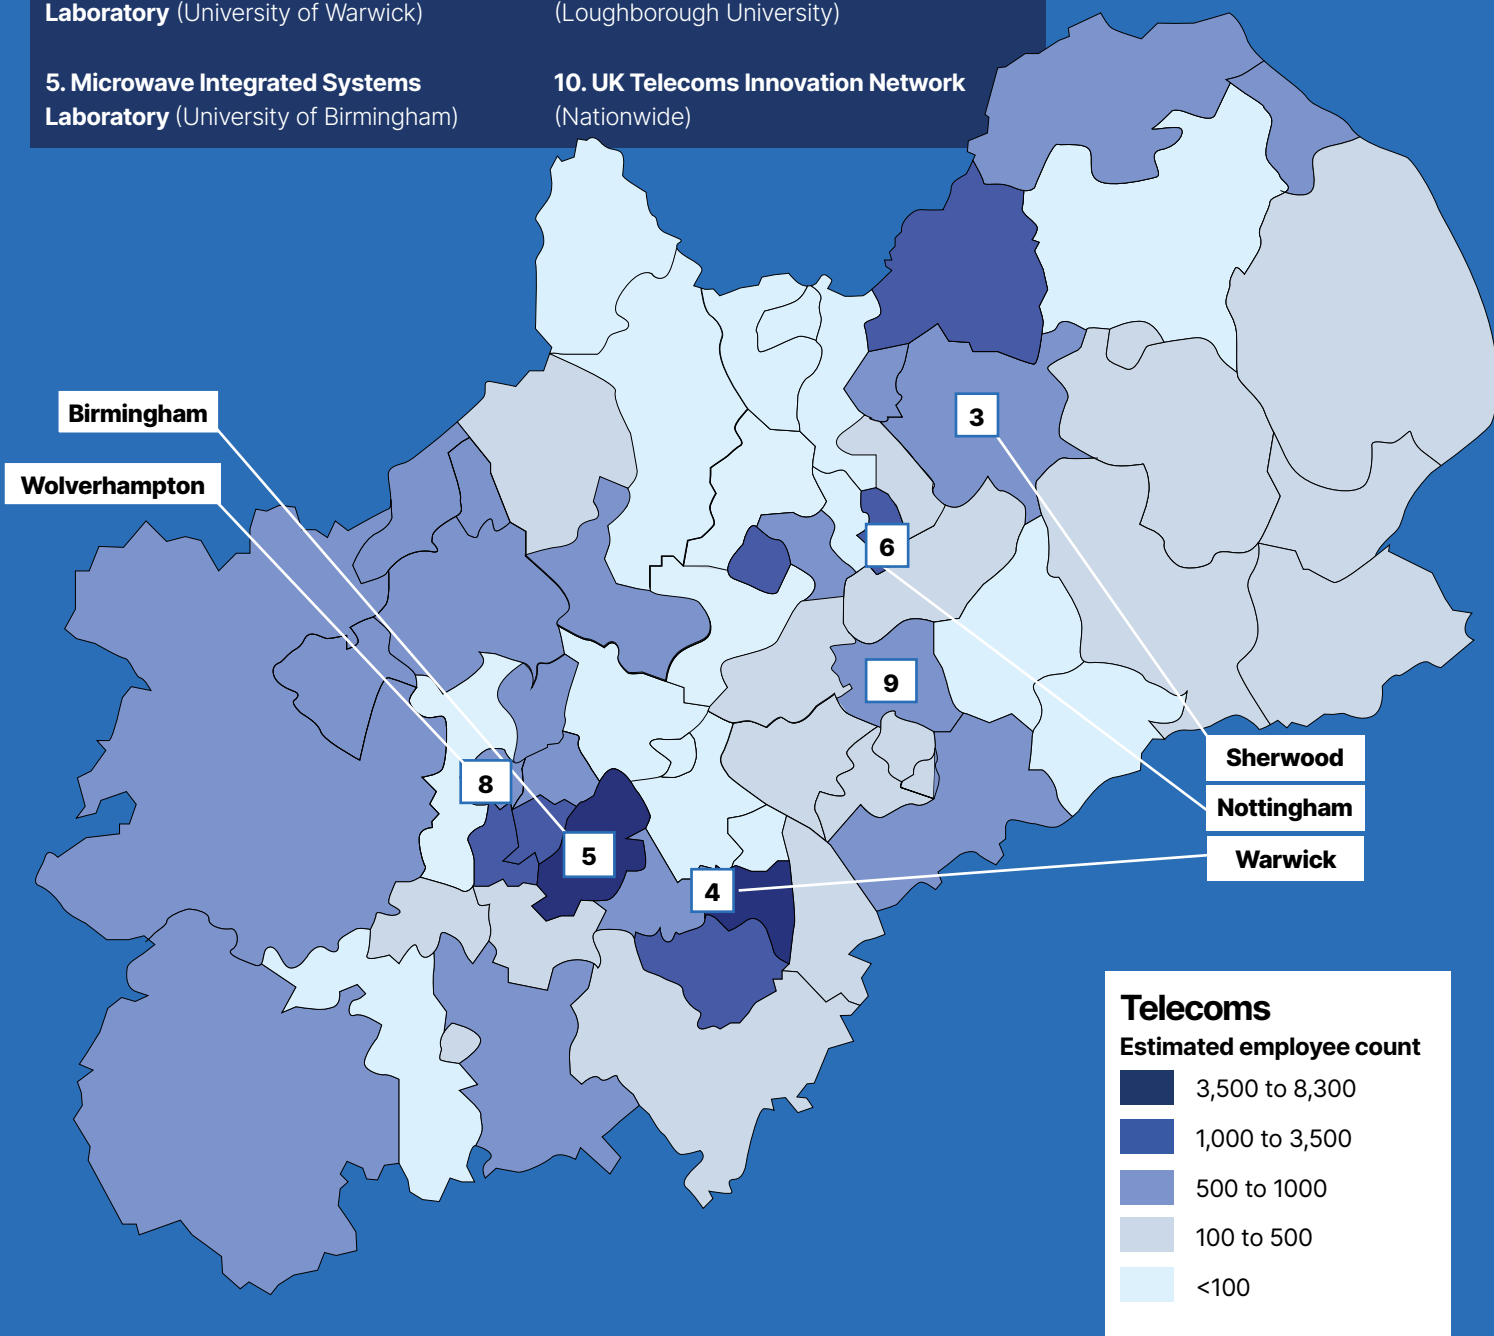 Laboratory (University of Warwick)
(Loughborough University)
5. Microwave Integrated Systems
Laboratory (University of Birmingham)
10. UK Telecoms Innovation Network
(Nationwide)
Birmingham
Wolverhampton
3
6
9
8
5
4
Sherwood
Nottingham
Warwick
Telecoms
Estimated employee count
3,500 to 8,300
1,000 to 3,500
500 to 1000
100 to 500
<100